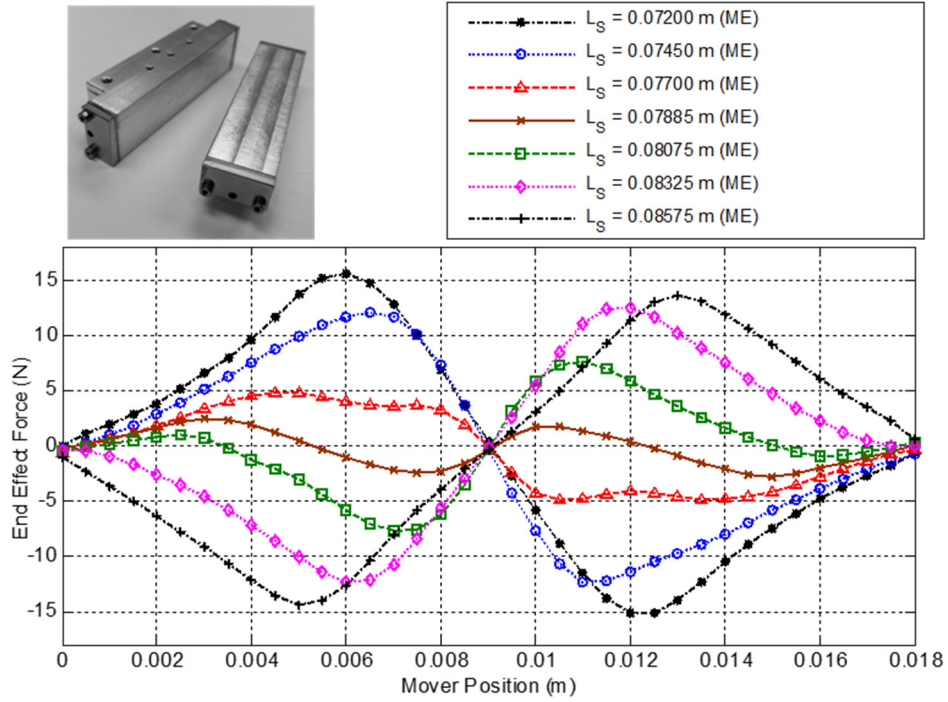 L_S = 0.07200 m (ME)
L_S = 0.07450 m (ME)
L_S = 0.07700 m (ME)
L_S = 0.07885 m (ME)
L_S = 0.08075 m (ME)
L_S = 0.08325 m (ME)
L_S = 0.08575 m (ME)
End Effect Force (N)
15
10
5
0
-5
-10
-15
0 0.002 0.004 0.006 0.008 0.01 0.012 0.014 0.016 0.018
Mover Position (m)